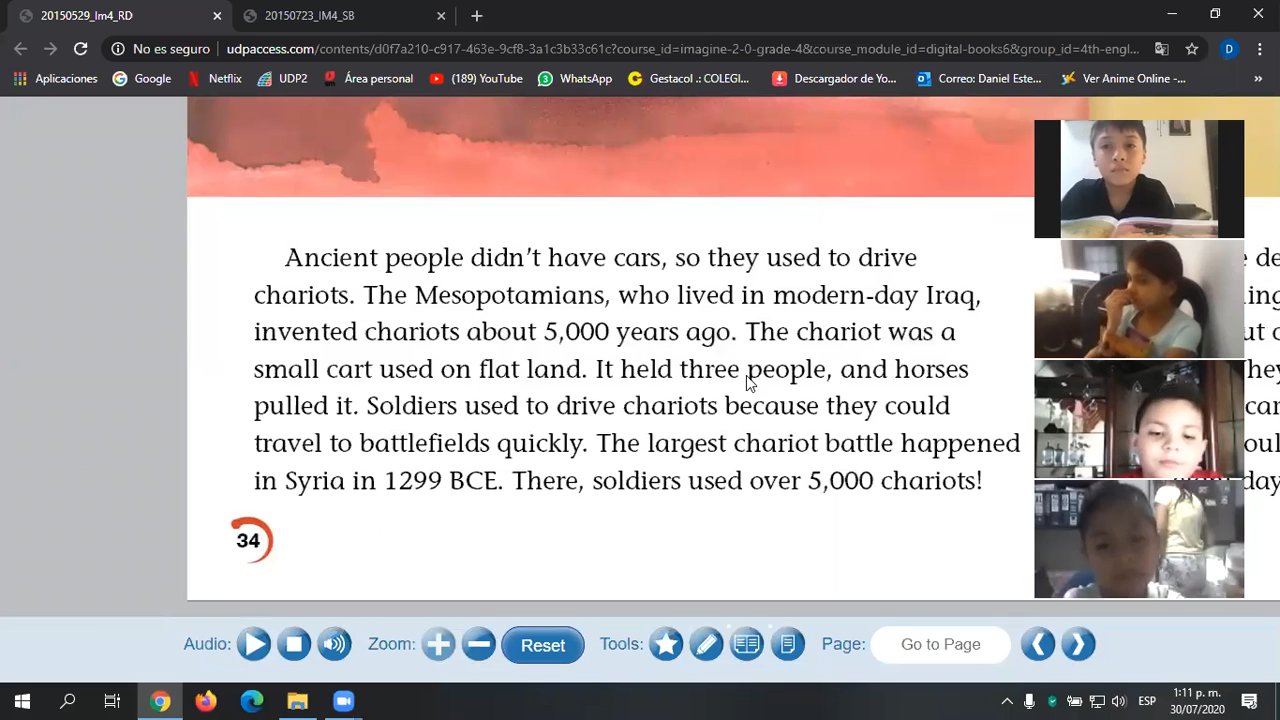 20150529_Im4_RD
20150723_IM4_SB
No es seguro
udpaccess.com/contents/d0f7a210-c917-463e-9cf8-3a1c3b33c61c?course_id=imagine-2-0-grade-4&course_module_id=digital-books6&group_id=4th-engl...
D
Aplicaciones
Google
Netflix
UDP2
Área personal
(189) YouTube
WhatsApp
Gestacol .: COLEGI...
Descargador de Yo...
Correo: Daniel Este...
Ver Anime Online -...
»
Ancient people didn't have cars, so they used to drive
chariots. The Mesopotamians, who lived in modern-day Iraq,
invented chariots about 5,000 years ago. The chariot was a
small cart used on flat land. It held three people, and horses
pulled it. Soldiers used to drive chariots because they could
travel to battlefields quickly. The largest chariot battle happened
in Syria in 1299 BCE. There, soldiers used over 5,000 chariots!
34
Audio:
Zoom:
Reset
Tools:
Page:
Go to Page
ESP
1:11 p. m.
30/07/2020